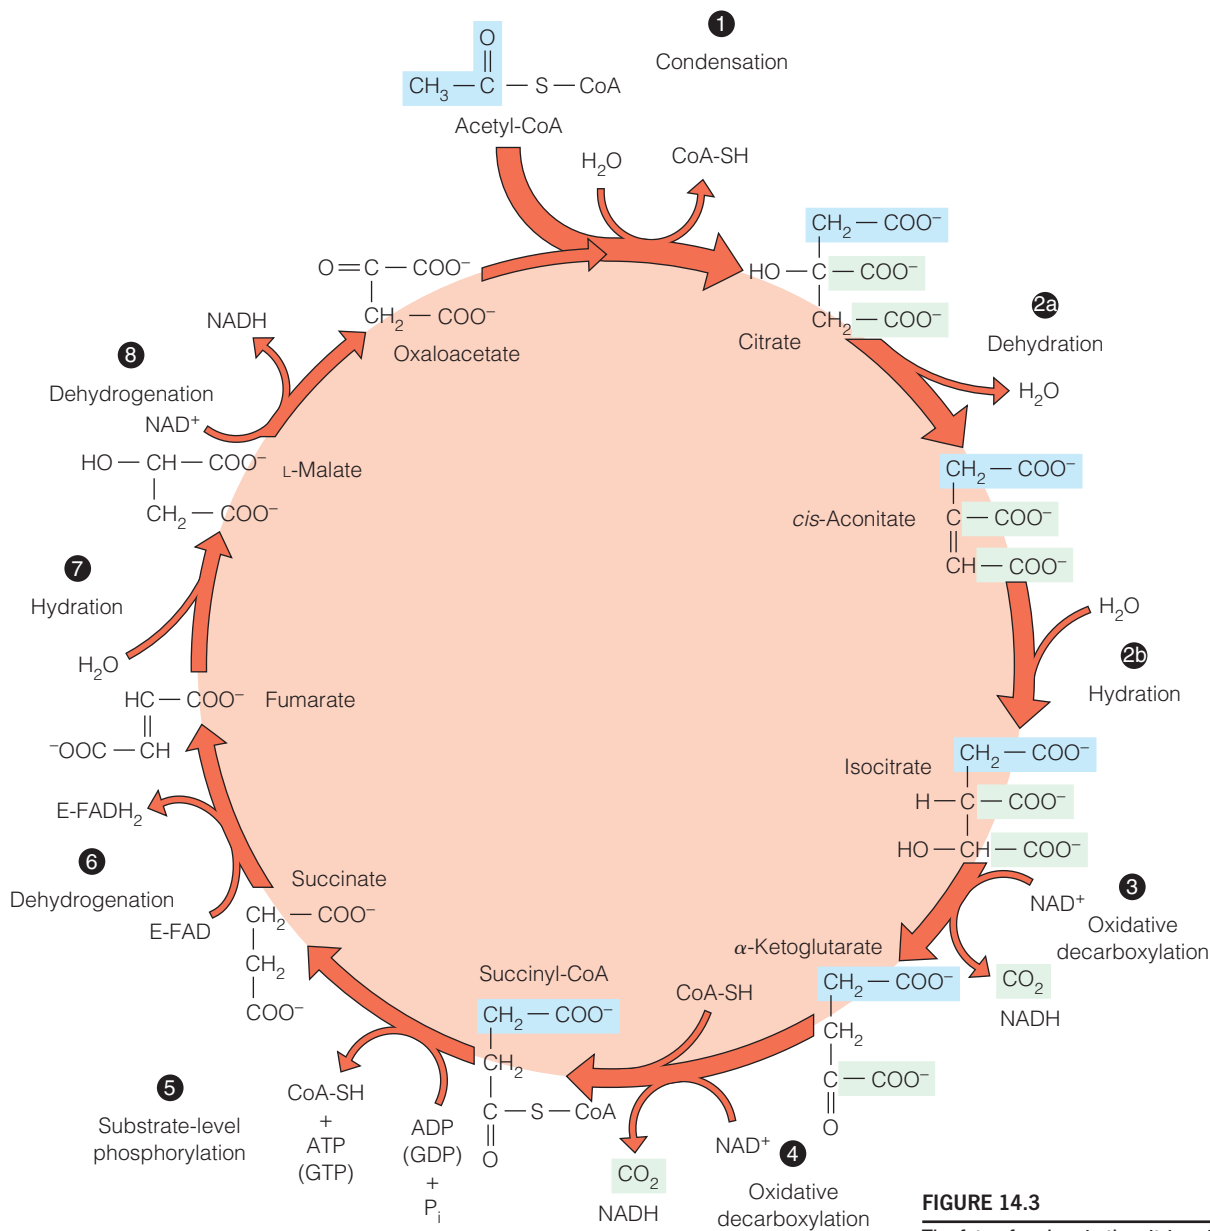 1
Condensation
O
CH₃ — C — S — CoA
Acetyl-CoA
H₂O
CoA-SH
CH₂ — COO⁻
HO — C — COO⁻
CH₂ — COO⁻
Citrate
2a
Dehydration
H₂O
CH₂ — COO⁻
C — COO⁻
CH — COO⁻
cis-Aconitate
H₂O
2b
Hydration
Isocitrate
CH₂ — COO⁻
H — C — COO⁻
HO — CH — COO⁻
NAD⁺
3
Oxidative
decarboxylation
CO₂
NADH
α-Ketoglutarate
CH₂ — COO⁻
CH₂
C — COO⁻
O
CoA-SH
NAD⁺
4
Oxidative
decarboxylation
CO₂
NADH
Succinyl-CoA
CH₂ — COO⁻
CH₂
C — S — CoA
O
ADP
(GDP)
+
Pᵢ
CoA-SH
+
ATP
(GTP)
5
Substrate-level
phosphorylation
Succinate
CH₂ — COO⁻
CH₂
COO⁻
E-FAD
6
Dehydrogenation
E-FADH₂
Fumarate
HC — COO⁻
⁻OOC — CH
H₂O
7
Hydration
L-Malate
HO — CH — COO⁻
CH₂ — COO⁻
NAD⁺
8
Dehydrogenation
NADH
O=C — COO⁻
CH₂ — COO⁻
Oxaloacetate
FIGURE 14.3